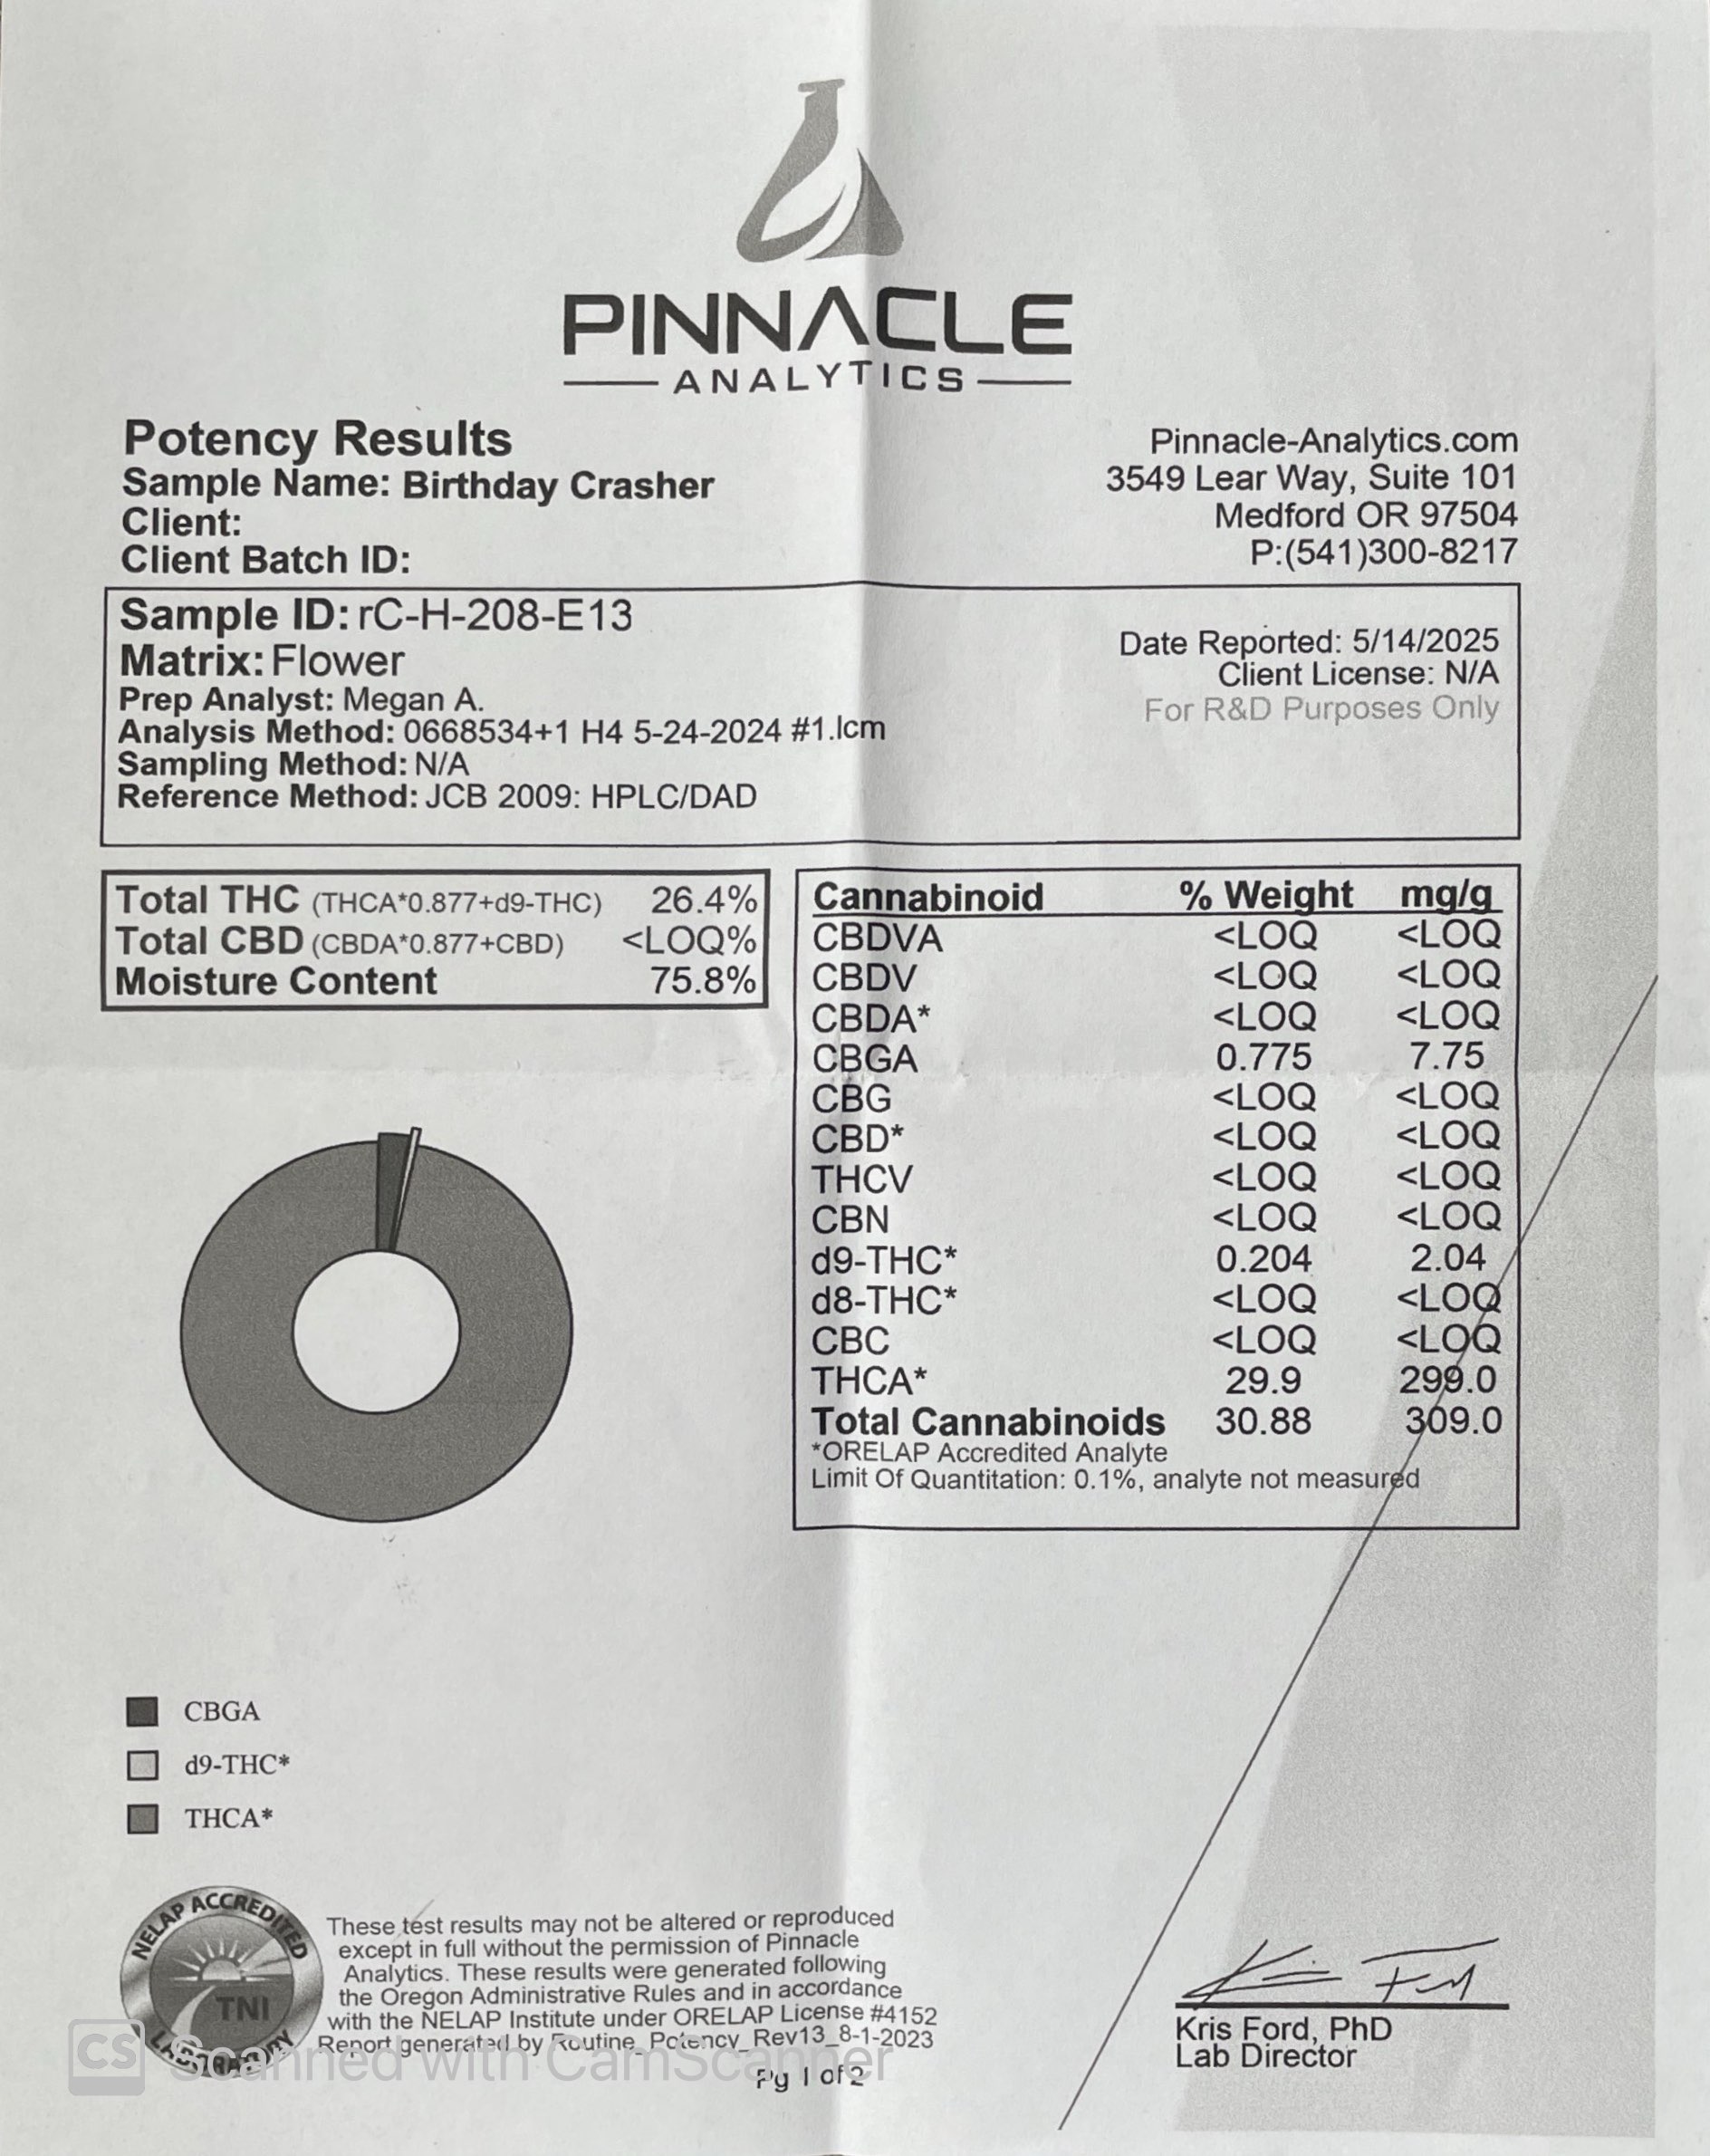 PINNACLE
ANALYTICS
Potency Results
Sample Name: Birthday Crasher
Client:
Client Batch ID:
Pinnacle-Analytics.com
3549 Lear Way, Suite 101
Medford OR 97504
P:(541)300-8217
Sample ID: rC-H-208-E13
Matrix: Flower
Prep Analyst: Megan A.
Analysis Method: 0668534+1 H4 5-24-2024 #1.lcm
Sampling Method: N/A
Reference Method: JCB 2009: HPLC/DAD
Date Reported: 5/14/2025
Client License: N/A
For R&D Purposes Only
Total THC (THCA*0.877+d9-THC) 26.4%
Total CBD (CBDA*0.877+CBD) <LOQ%
Moisture Content 75.8%
Cannabinoid % Weight mg/g
CBDVA <LOQ <LOQ
CBDV <LOQ <LOQ
CBDA* <LOQ <LOQ
CBGA 0.775 7.75
CBG <LOQ <LOQ
CBD* <LOQ <LOQ
THCV <LOQ <LOQ
CBN <LOQ <LOQ
d9-THC* 0.204 2.04
d8-THC* <LOQ <LOQ
CBC <LOQ <LOQ
THCA* 29.9 299.0
Total Cannabinoids 30.88 309.0
*ORELAP Accredited Analyte
Limit Of Quantitation: 0.1%, analyte not measured
CBGA
d9-THC*
THCA*
NELAP ACCREDITED
TNI
LABORATORY
These test results may not be altered or reproduced
except in full without the permission of Pinnacle
Analytics. These results were generated following
the Oregon Administrative Rules and in accordance
with the NELAP Institute under ORELAP License #4152
Report generated by Routine_Potency_Rev13_8-1-2023
Pg 1 of 2
Kris Ford, PhD
Lab Director
CS Scanned with CamScanner